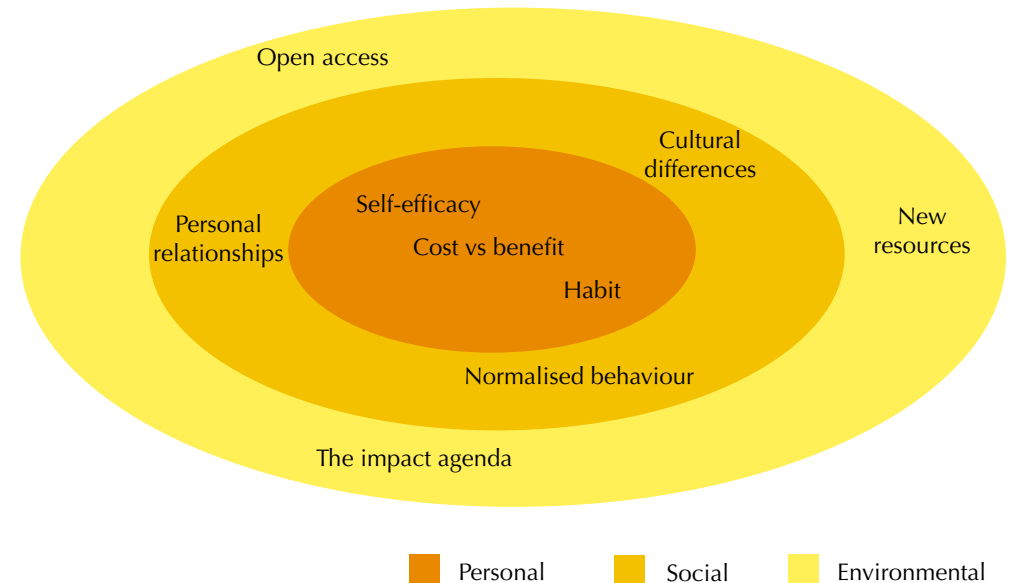 Open access
Cultural
differences
Self-efficacy
Personal
relationships
New
resources
Cost vs benefit
Habit
Normalised behaviour
The impact agenda
Personal
Social
Environmental